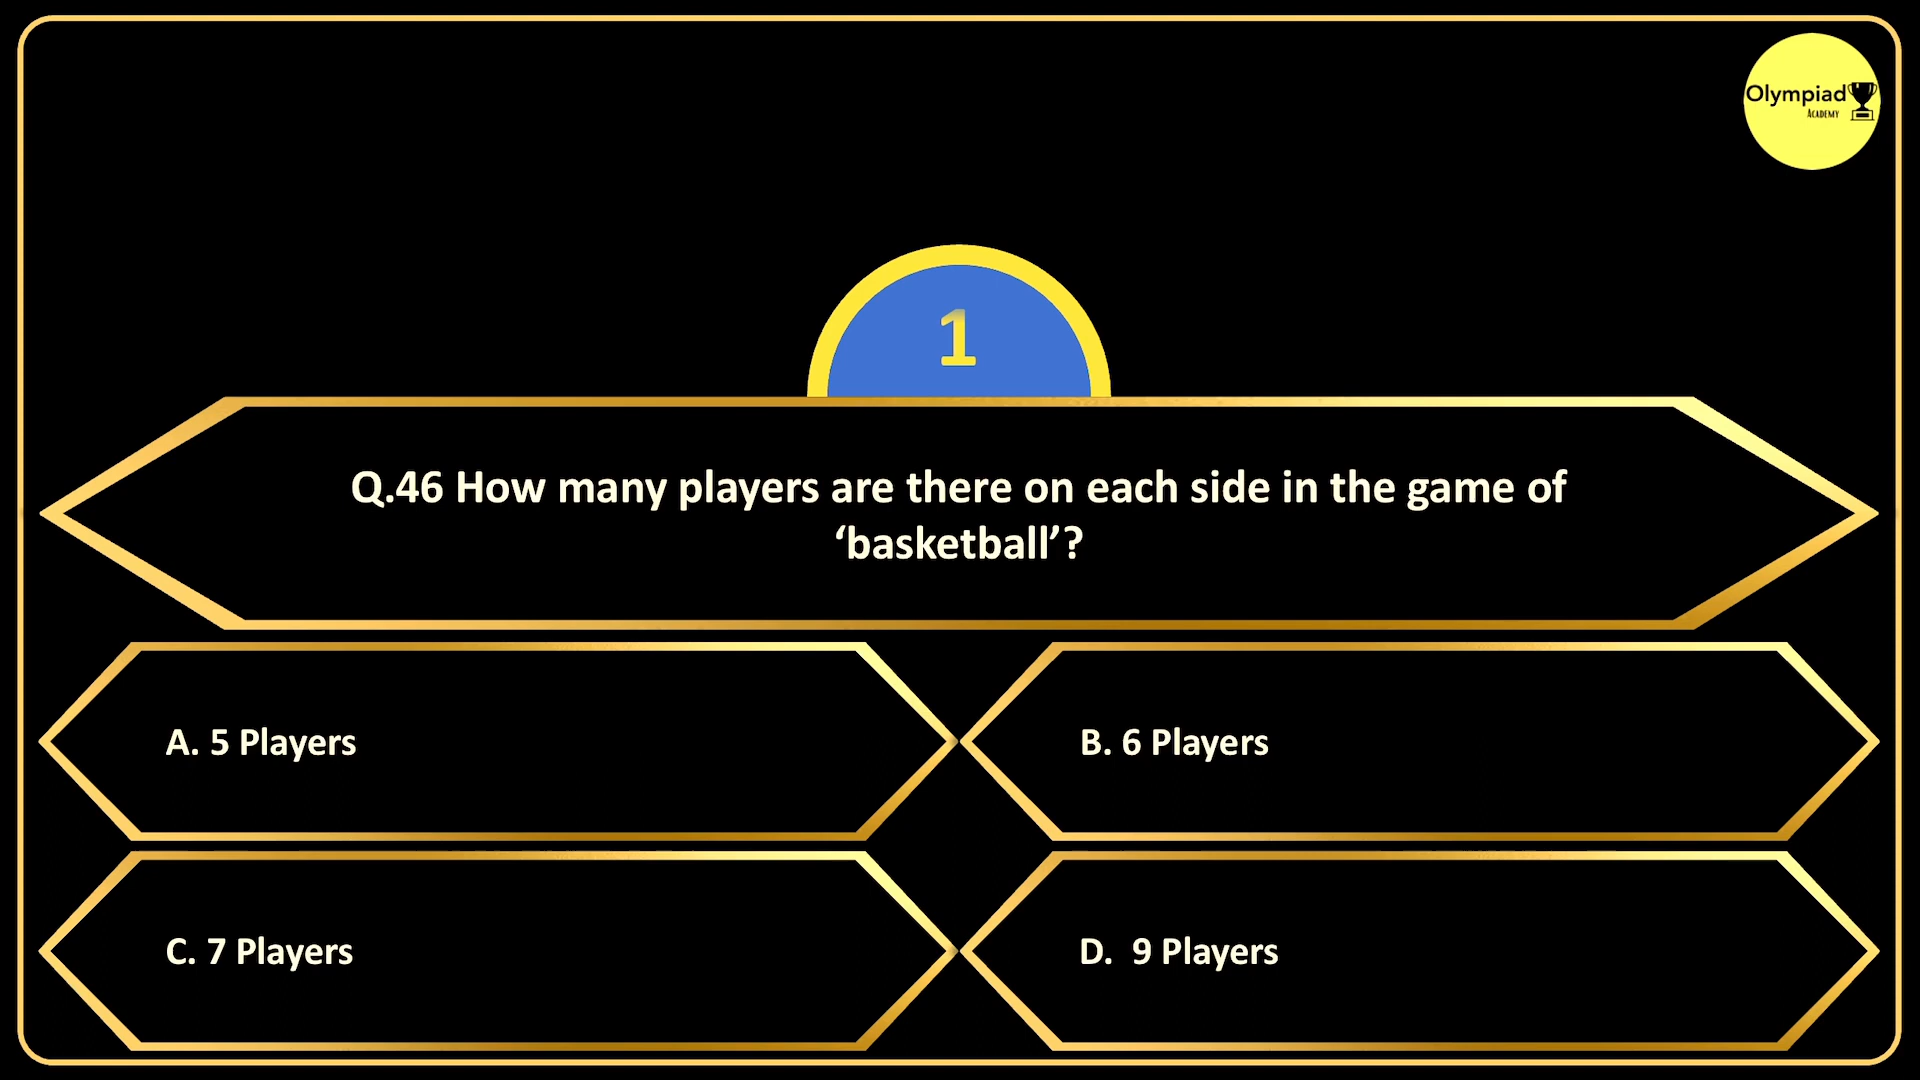 Olympiad
Academy
1
Q.46 How many players are there on each side in the game of
‘basketball’?
A. 5 Players
B. 6 Players
C. 7 Players
D. 9 Players